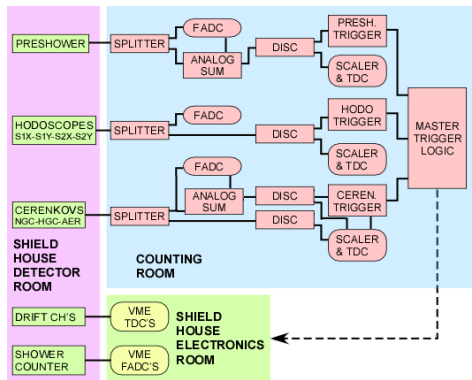 PRESHOWER
SPLITTER
FADC
ANALOG
SUM
DISC
PRESH.
TRIGGER
SCALER
& TDC
HODOSCOPES
S1X-S1Y-S2X-S2Y
SPLITTER
FADC
DISC
HODO
TRIGGER
SCALER
& TDC
MASTER
TRIGGER
LOGIC
CERENKOVS
NGC-HGC-AER
SPLITTER
FADC
ANALOG
SUM
DISC
DISC
CEREN.
TRIGGER
SCALER
& TDC
SHIELD
HOUSE
DETECTOR
ROOM
COUNTING
ROOM
DRIFT CH'S
VME
TDC'S
SHOWER
COUNTER
VME
FADC'S
SHIELD
HOUSE
ELECTRONICS
ROOM